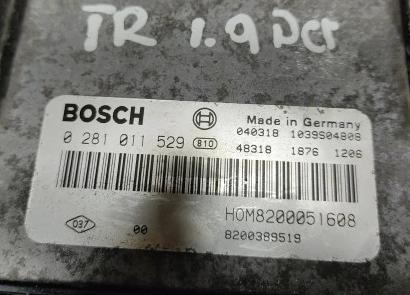 TR 1.9 DCI
BOSCH Made in Germany
040318 1039S04808
0 281 011 529 810 48318 1876 1206
HOM8200051608
037 00 8200389519